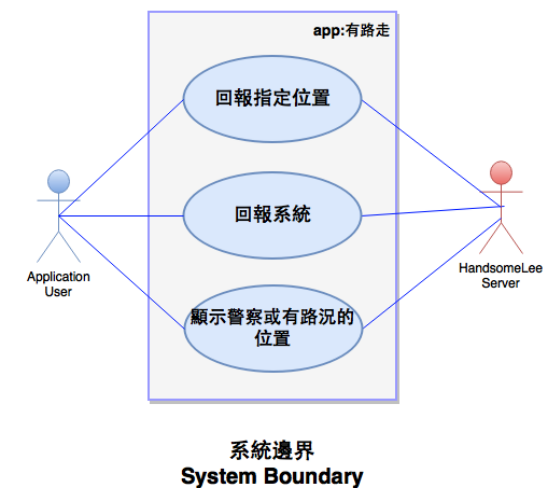 app:有路走
回報指定位置
回報系統
顯示警察或有路況的
位置
Application
User
HandsomeLee
Server
系統邊界
System Boundary